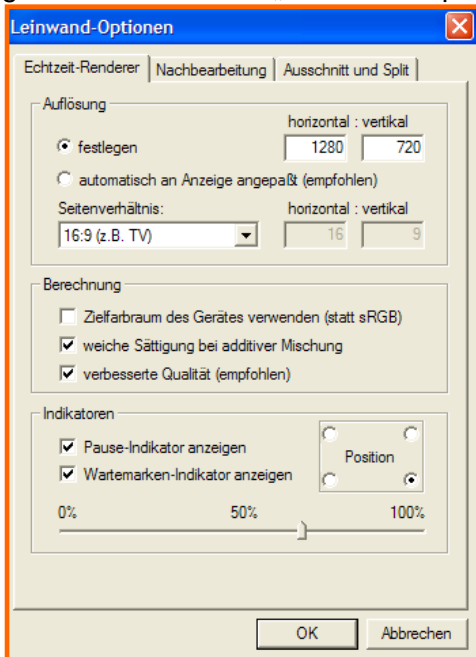 Leinwand-Optionen
Echtzeit-Renderer Nachbearbeitung Ausschnitt und Split
Auflösung
horizontal : vertikal
festlegen 1280 720
automatisch an Anzeige angepaßt (empfohlen)
Seitenverhältnis: horizontal : vertikal
16:9 (z.B. TV) 16 9
Berechnung
Zielfarbraum des Gerätes verwenden (statt sRGB)
weiche Sättigung bei additiver Mischung
verbesserte Qualität (empfohlen)
Indikatoren
Pause-Indikator anzeigen
Position
Wartemarken-Indikator anzeigen
0% 50% 100%
OK Abbrechen